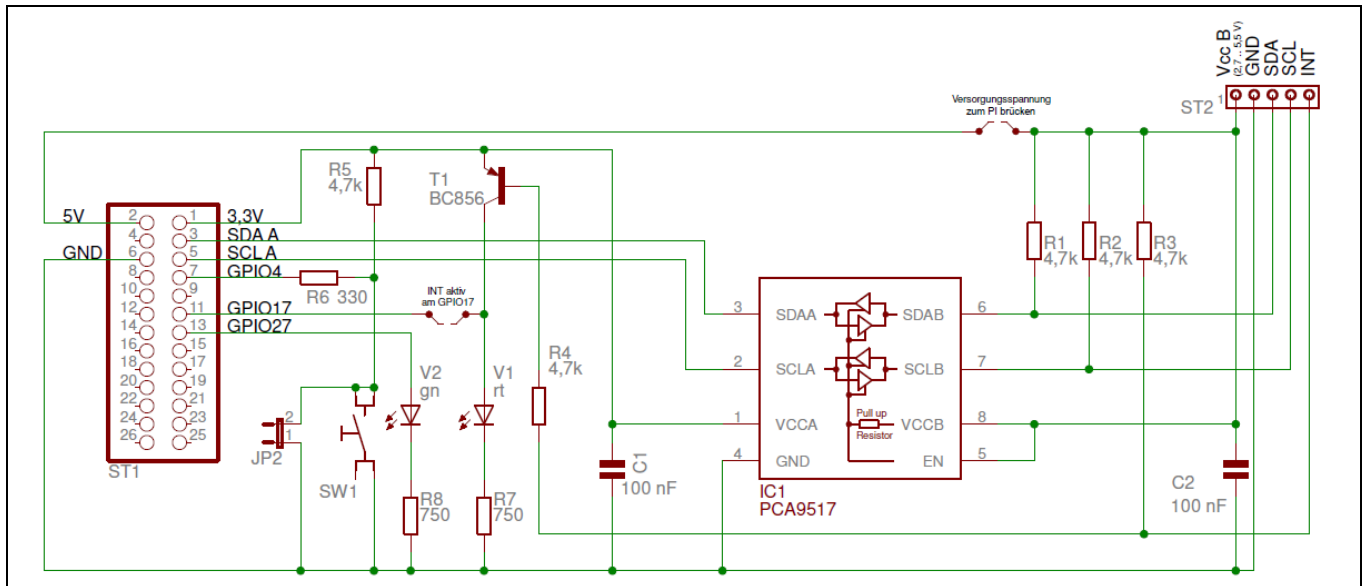 Vcc B
(2,7 .. 5,5 V)
GND
SDA
SCL
INT
ST2
1
Versorgungsspannung
zum PI brücken
R5
4,7k
T1
BC856
5V
2
1
3,3V
4
3
SDA A
GND
6
5
SCL A
8
7
GPIO4
R6 330
10
9
12
11
GPIO17
14
13
GPIO27
16
15
18
17
20
19
22
21
24
23
26
25
ST1
INT aktiv
am GPIO17
R1
4,7k
R2
4,7k
R3
4,7k
3
SDAA
SDAB
6
2
SCLA
SCLB
7
1
VCCA
Pull up
Resistor
VCCB
8
4
GND
EN
5
IC1
PCA9517
R4
4,7k
V2
gn
V1
rt
2
1
JP2
SW1
R8
750
R7
750
C1
100 nF
C2
100 nF